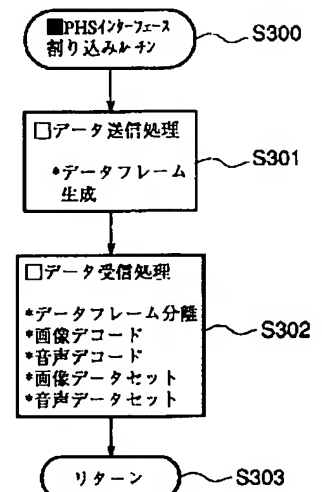 ■PHSインターフェース
割り込みルチン
S300
□データ送信処理
S301
*データフレーム
生成
□データ受信処理
*データフレーム分離
*画像デコード
S302
*音声デコード
*画像データセット
*音声データセット
リターン
S303